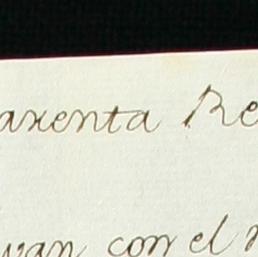 arenta Re
van con el